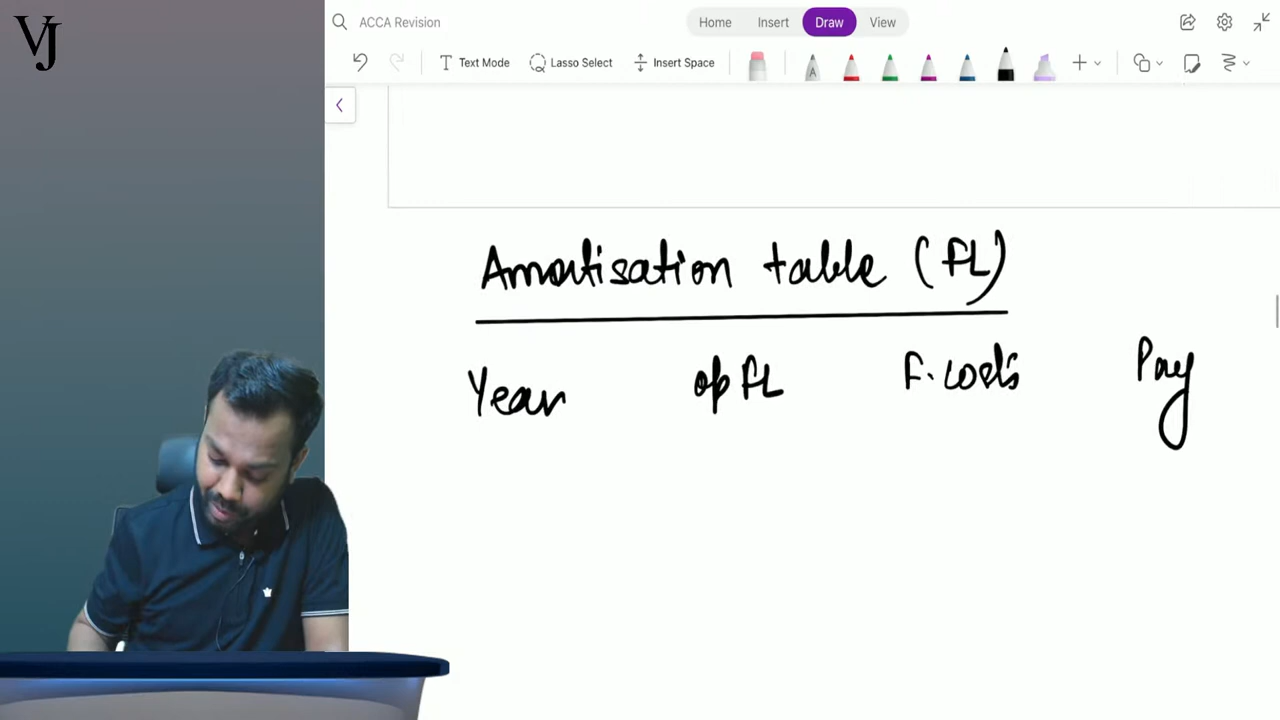 VJ
ACCA Revision
Home Insert Draw View
Text Mode Lasso Select Insert Space
Amortisation table (FL)
Year op FL F. costs Pay